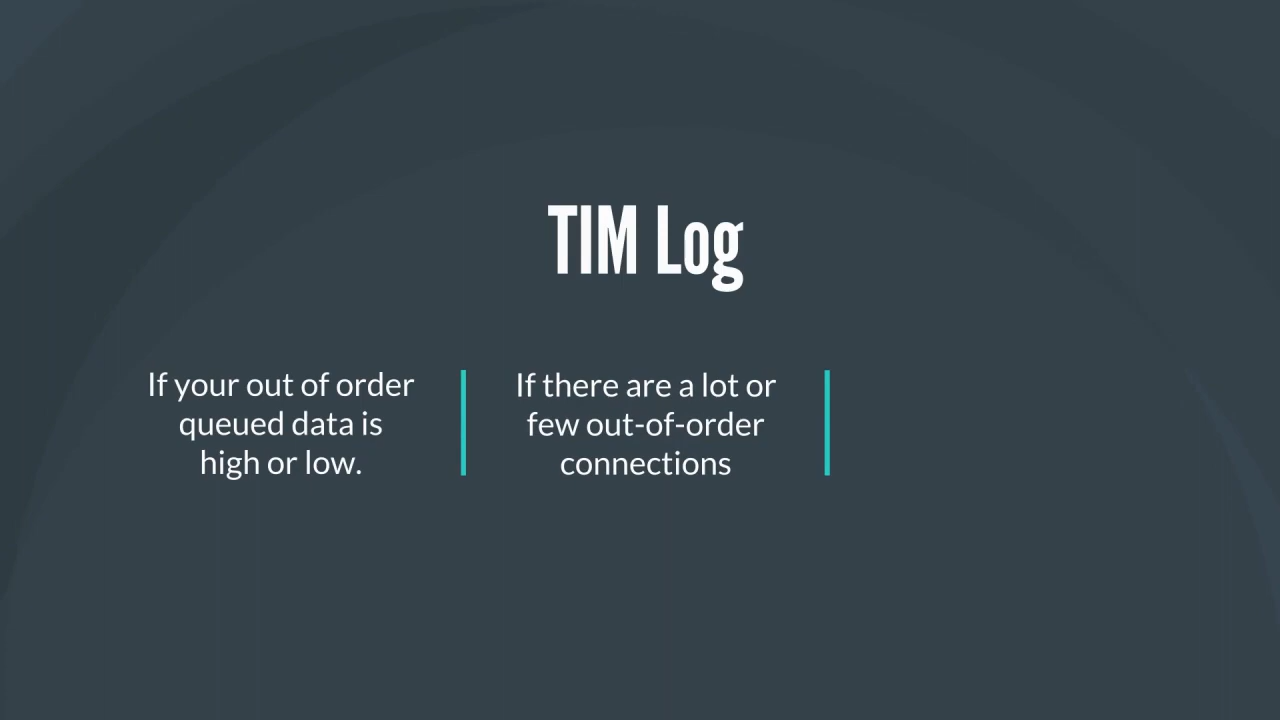 TIM Log
If your out of order
queued data is
high or low.
If there are a lot or
few out-of-order
connections